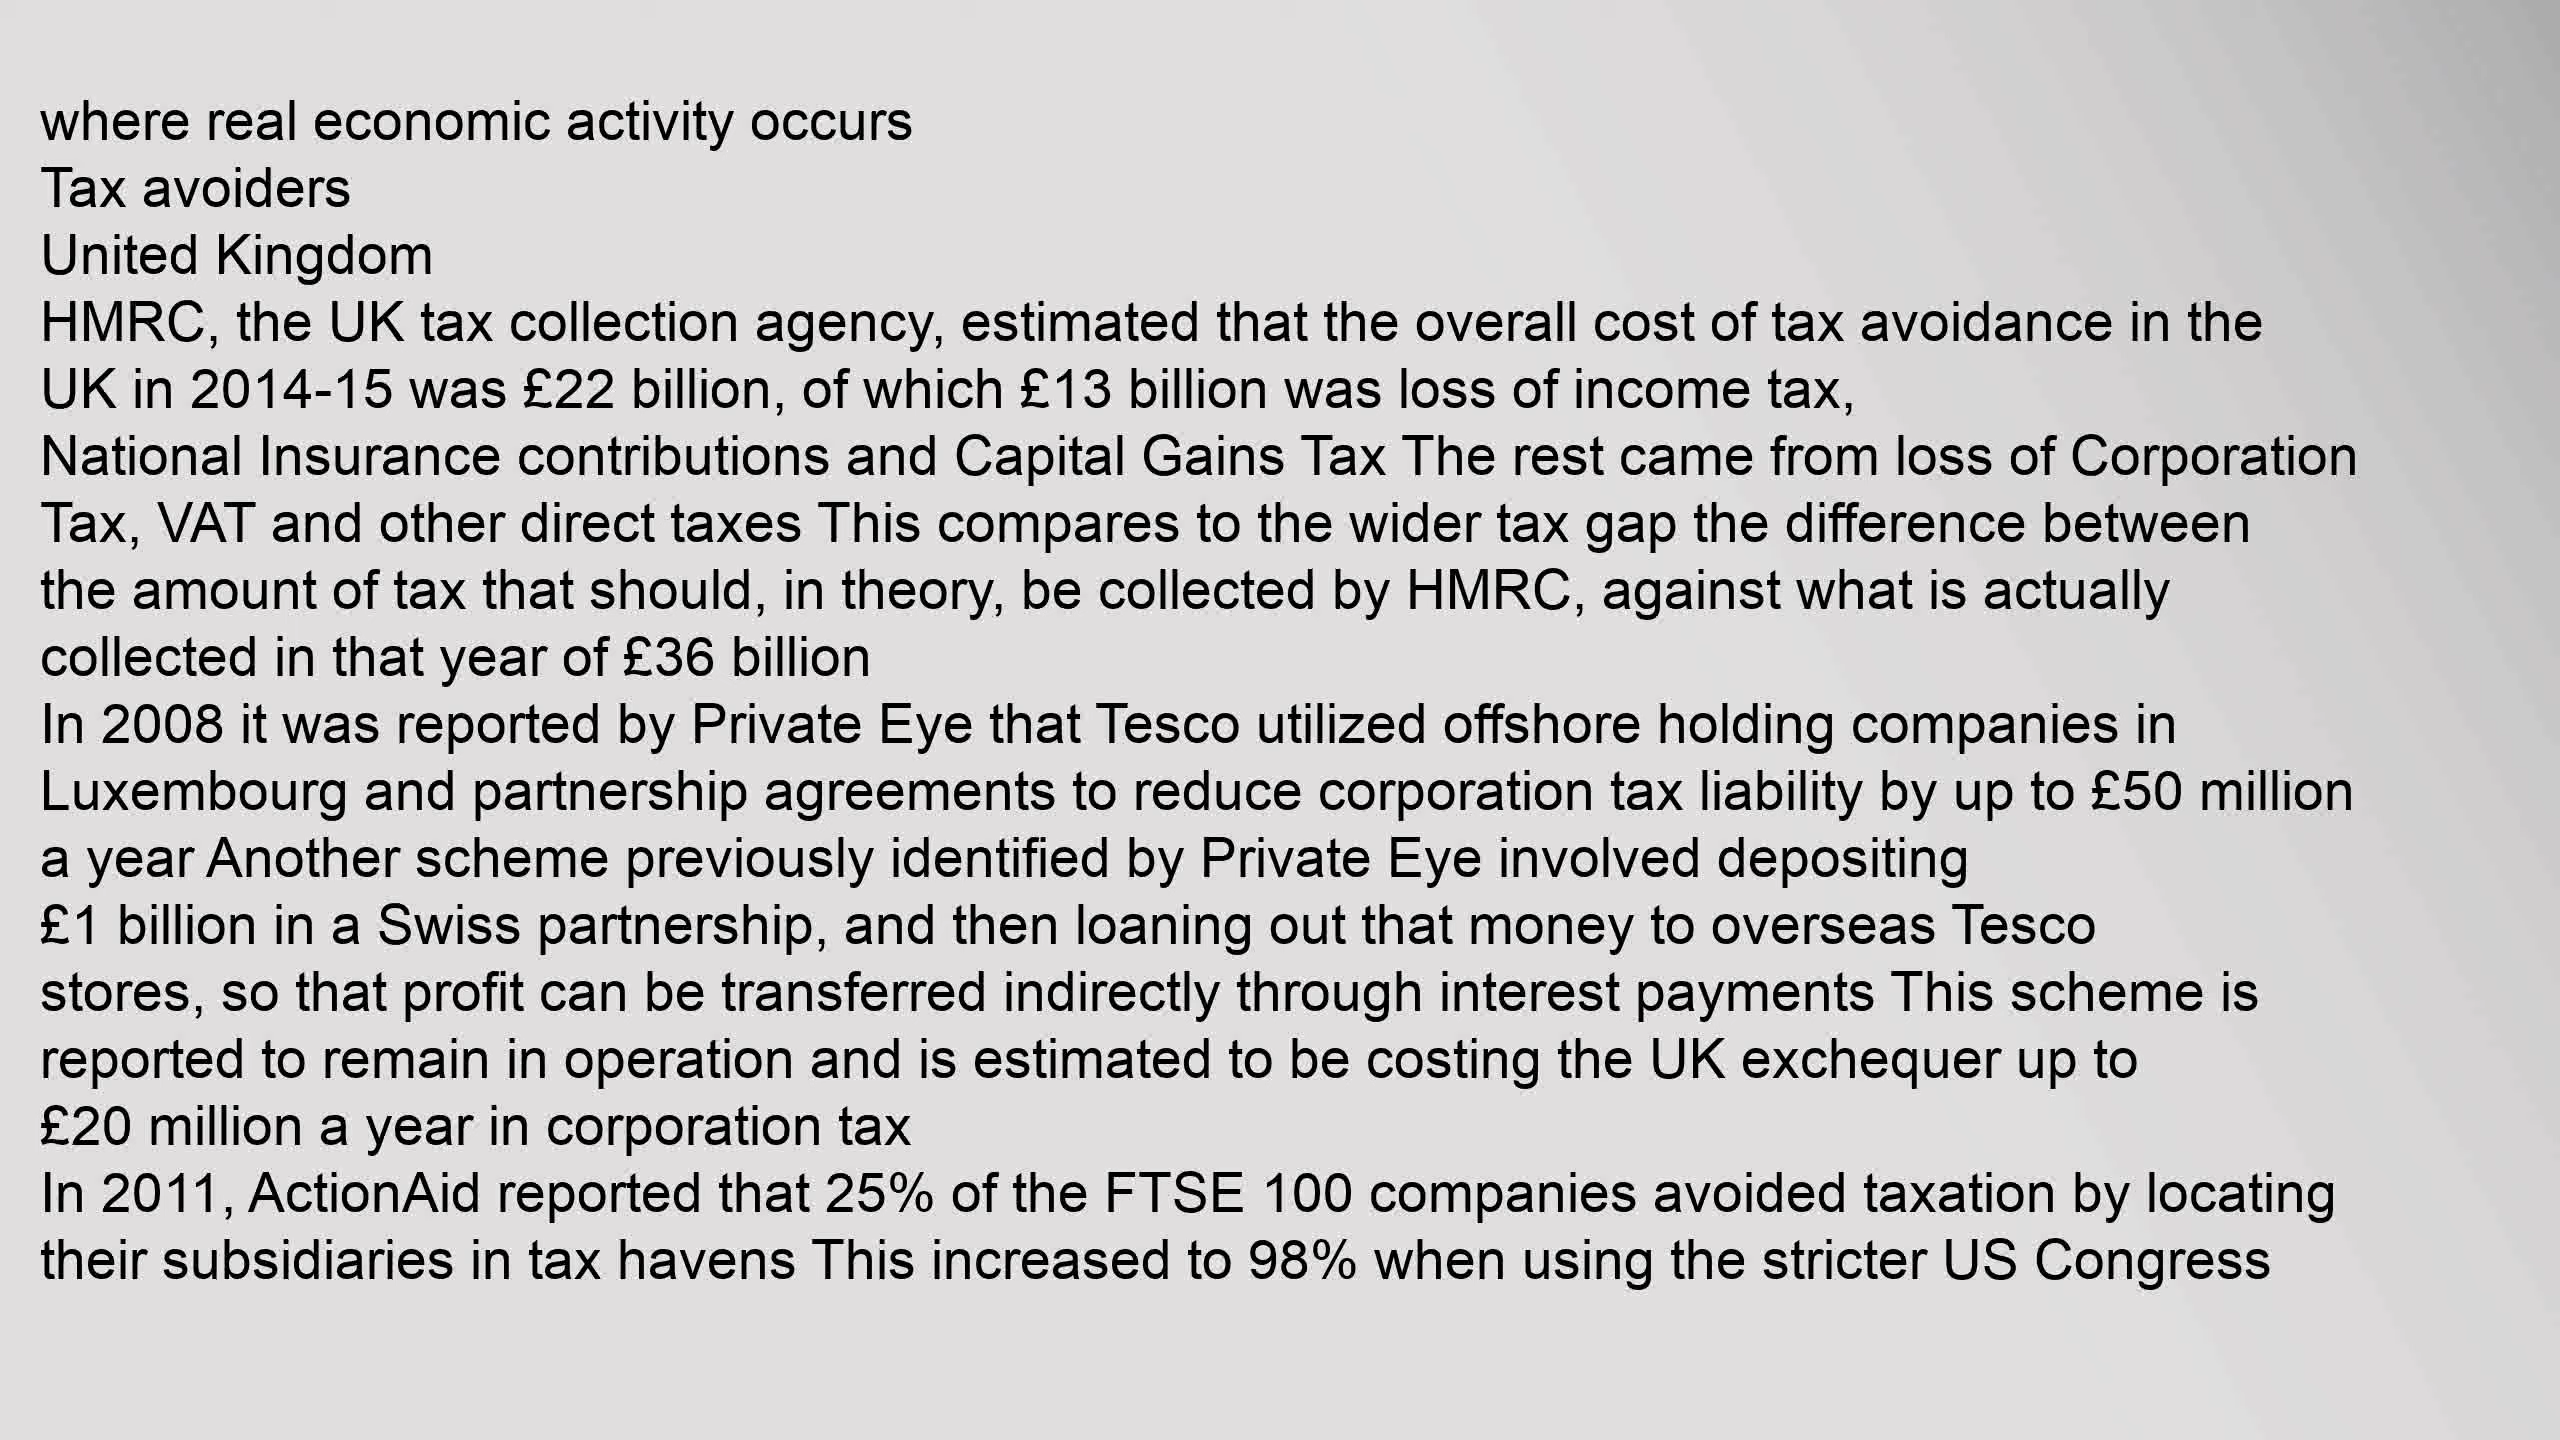 where real economic activity occurs
Tax avoiders
United Kingdom
HMRC, the UK tax collection agency, estimated that the overall cost of tax avoidance in the
UK in 2014-15 was £22 billion, of which £13 billion was loss of income tax,
National Insurance contributions and Capital Gains Tax The rest came from loss of Corporation
Tax, VAT and other direct taxes This compares to the wider tax gap the difference between
the amount of tax that should, in theory, be collected by HMRC, against what is actually
collected in that year of £36 billion
In 2008 it was reported by Private Eye that Tesco utilized offshore holding companies in
Luxembourg and partnership agreements to reduce corporation tax liability by up to £50 million
a year Another scheme previously identified by Private Eye involved depositing
£1 billion in a Swiss partnership, and then loaning out that money to overseas Tesco
stores, so that profit can be transferred indirectly through interest payments This scheme is
reported to remain in operation and is estimated to be costing the UK exchequer up to
£20 million a year in corporation tax
In 2011, ActionAid reported that 25% of the FTSE 100 companies avoided taxation by locating
their subsidiaries in tax havens This increased to 98% when using the stricter US Congress